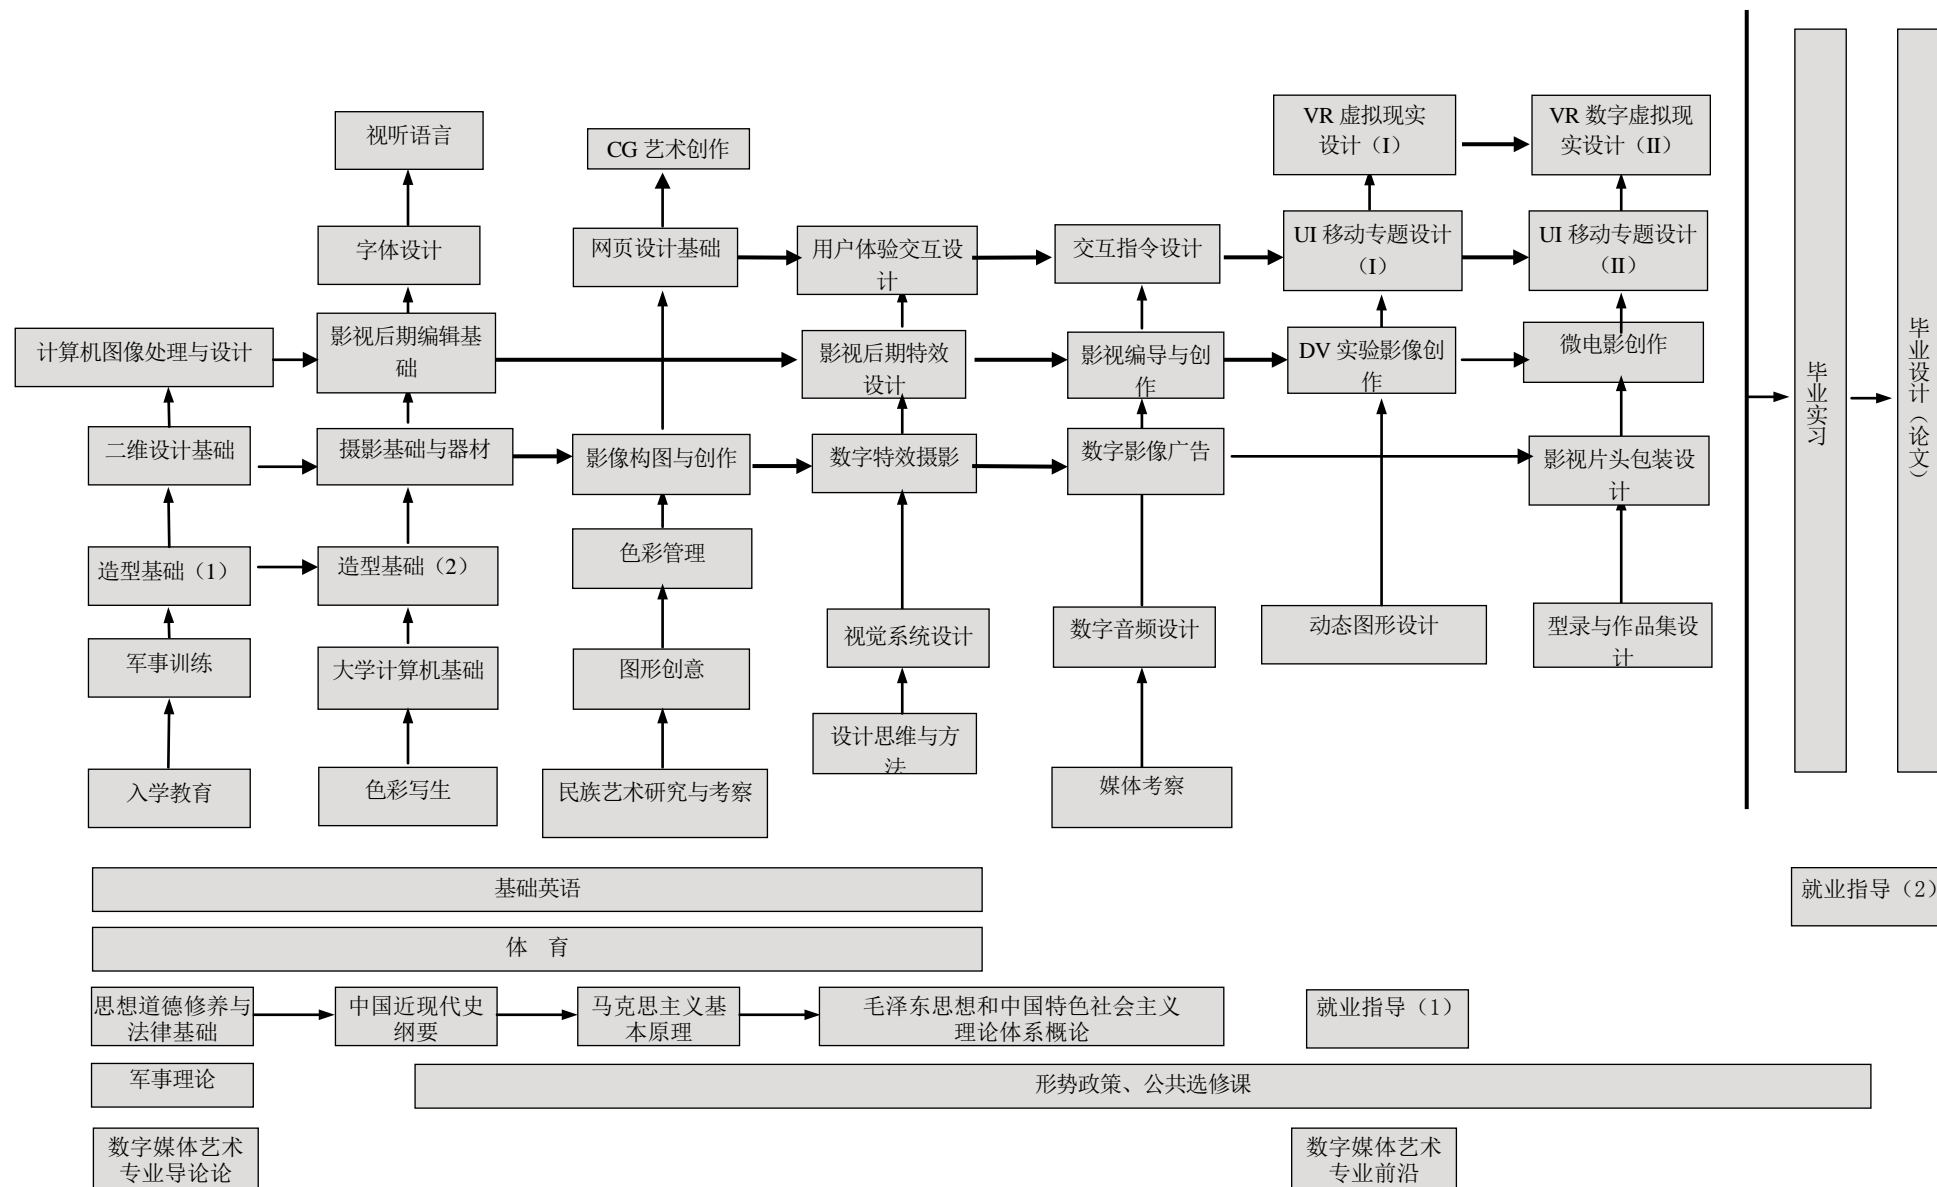 VR 虚拟现实
设计（I）
VR 数字虚拟现
实设计（II）
视听语言
CG 艺术创作
字体设计
网页设计基础
用户体验交互设
计
交互指令设计
UI 移动专题设计
（I）
UI 移动专题设计
（II）
计算机图像处理与设计
影视后期编辑基
础
影视后期特效
设计
影视编导与创
作
DV 实验影像创
作
微电影创作
毕业实习
毕业设计（论文）
二维设计基础
摄影基础与器材
影像构图与创作
数字特效摄影
数字影像广告
影视片头包装设
计
造型基础（1）
造型基础（2）
色彩管理
军事训练
大学计算机基础
图形创意
视觉系统设计
数字音频设计
动态图形设计
型录与作品集设
计
设计思维与方
法
入学教育
色彩写生
民族艺术研究与考察
媒体考察
基础英语
就业指导（2）
体　育
思想道德修养与
法律基础
中国近现代史
纲要
马克思主义基
本原理
毛泽东思想和中国特色社会主义
理论体系概论
就业指导（1）
军事理论
形势政策、公共选修课
数字媒体艺术
专业导论论
数字媒体艺术
专业前沿